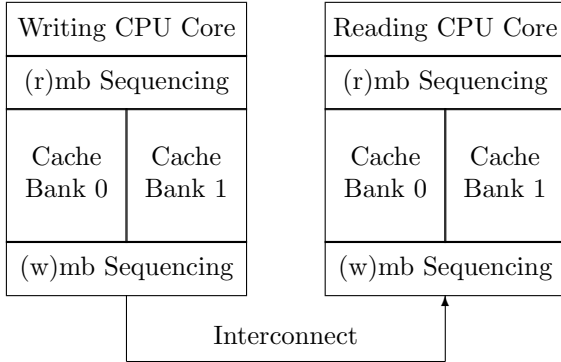 Writing CPU Core
(r)mb Sequencing
Cache
Bank 0
Cache
Bank 1
(w)mb Sequencing
Reading CPU Core
(r)mb Sequencing
Cache
Bank 0
Cache
Bank 1
(w)mb Sequencing
Interconnect